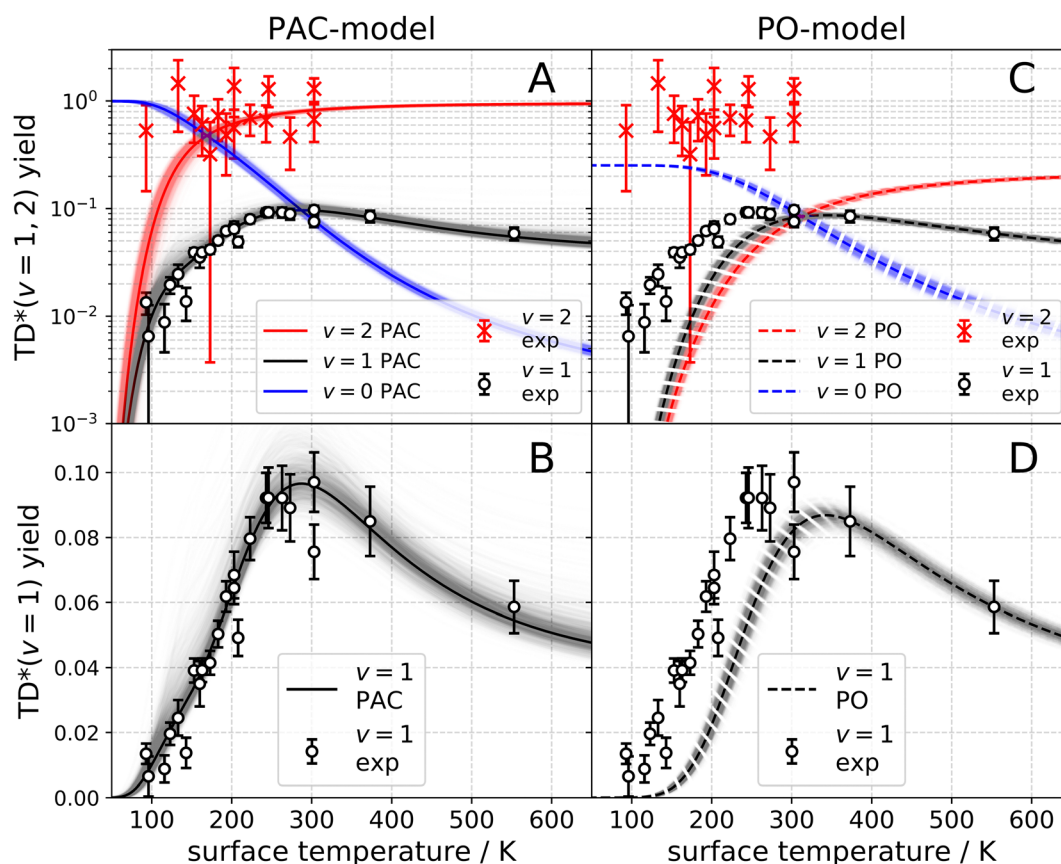 PAC-model
PO-model
A
C
TD*(v = 1, 2) yield
10⁰
10⁻¹
10⁻²
10⁻³
v = 2 PAC
v = 1 PAC
v = 0 PAC
v = 2
exp
v = 1
exp
v = 2 PO
v = 1 PO
v = 0 PO
v = 2
exp
v = 1
exp
B
D
TD*(v = 1) yield
0.10
0.08
0.06
0.04
0.02
0.00
v = 1
PAC
v = 1
exp
v = 1
PO
v = 1
exp
100 200 300 400 500 600
100 200 300 400 500 600
surface temperature / K
surface temperature / K